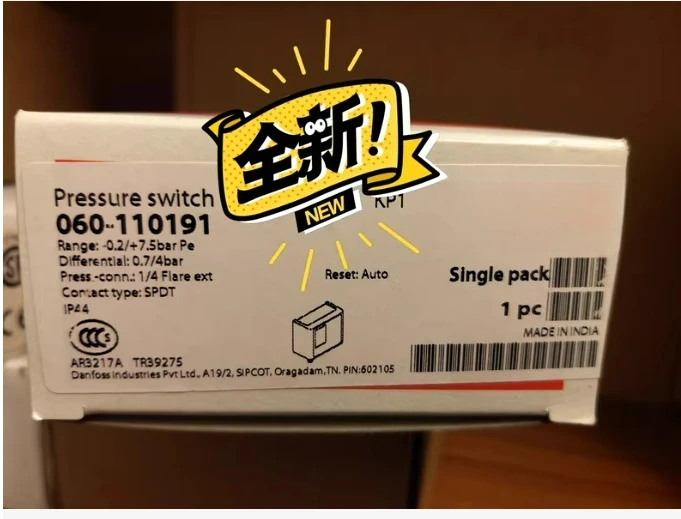 全新!
NEW
Pressure switch
KP1
060-110191
Range: -0.2/+7.5bar Pe
Differential: 0.7/4bar
Press.-conn.: 1/4 Flare ext
Reset: Auto
Contact type: SPDT
IP44
Single pack
1 pc
MADE IN INDIA
CCC S
AR3217A TR39275
Danfoss Industries Pvt Ltd., A19/2, SIPCOT, Oragadam,TN. PIN:602105